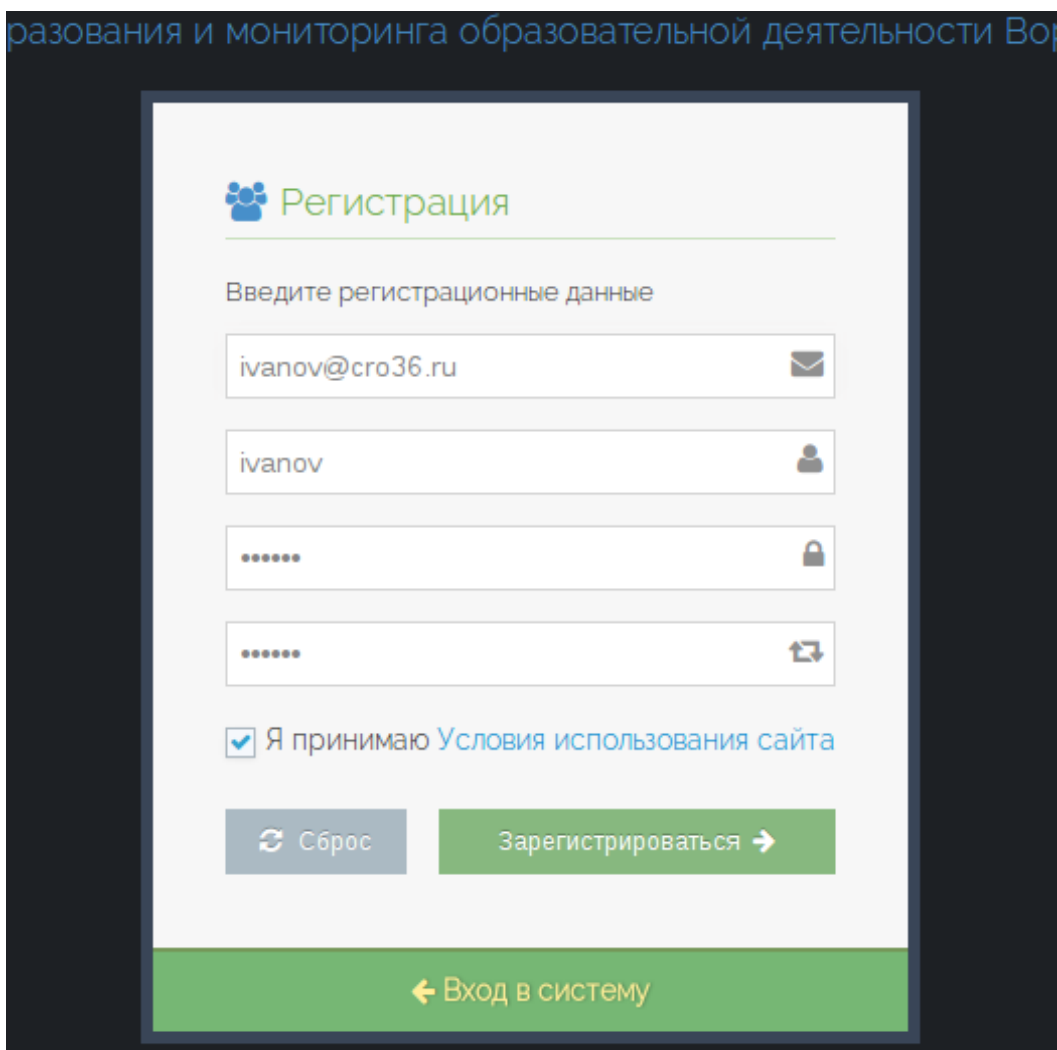 разования и мониторинга образовательной деятельности Вор
Регистрация
Введите регистрационные данные
ivanov@cro36.ru
ivanov
••••••
••••••
Я принимаю Условия использования сайта
Сброс
Зарегистрироваться
Вход в систему